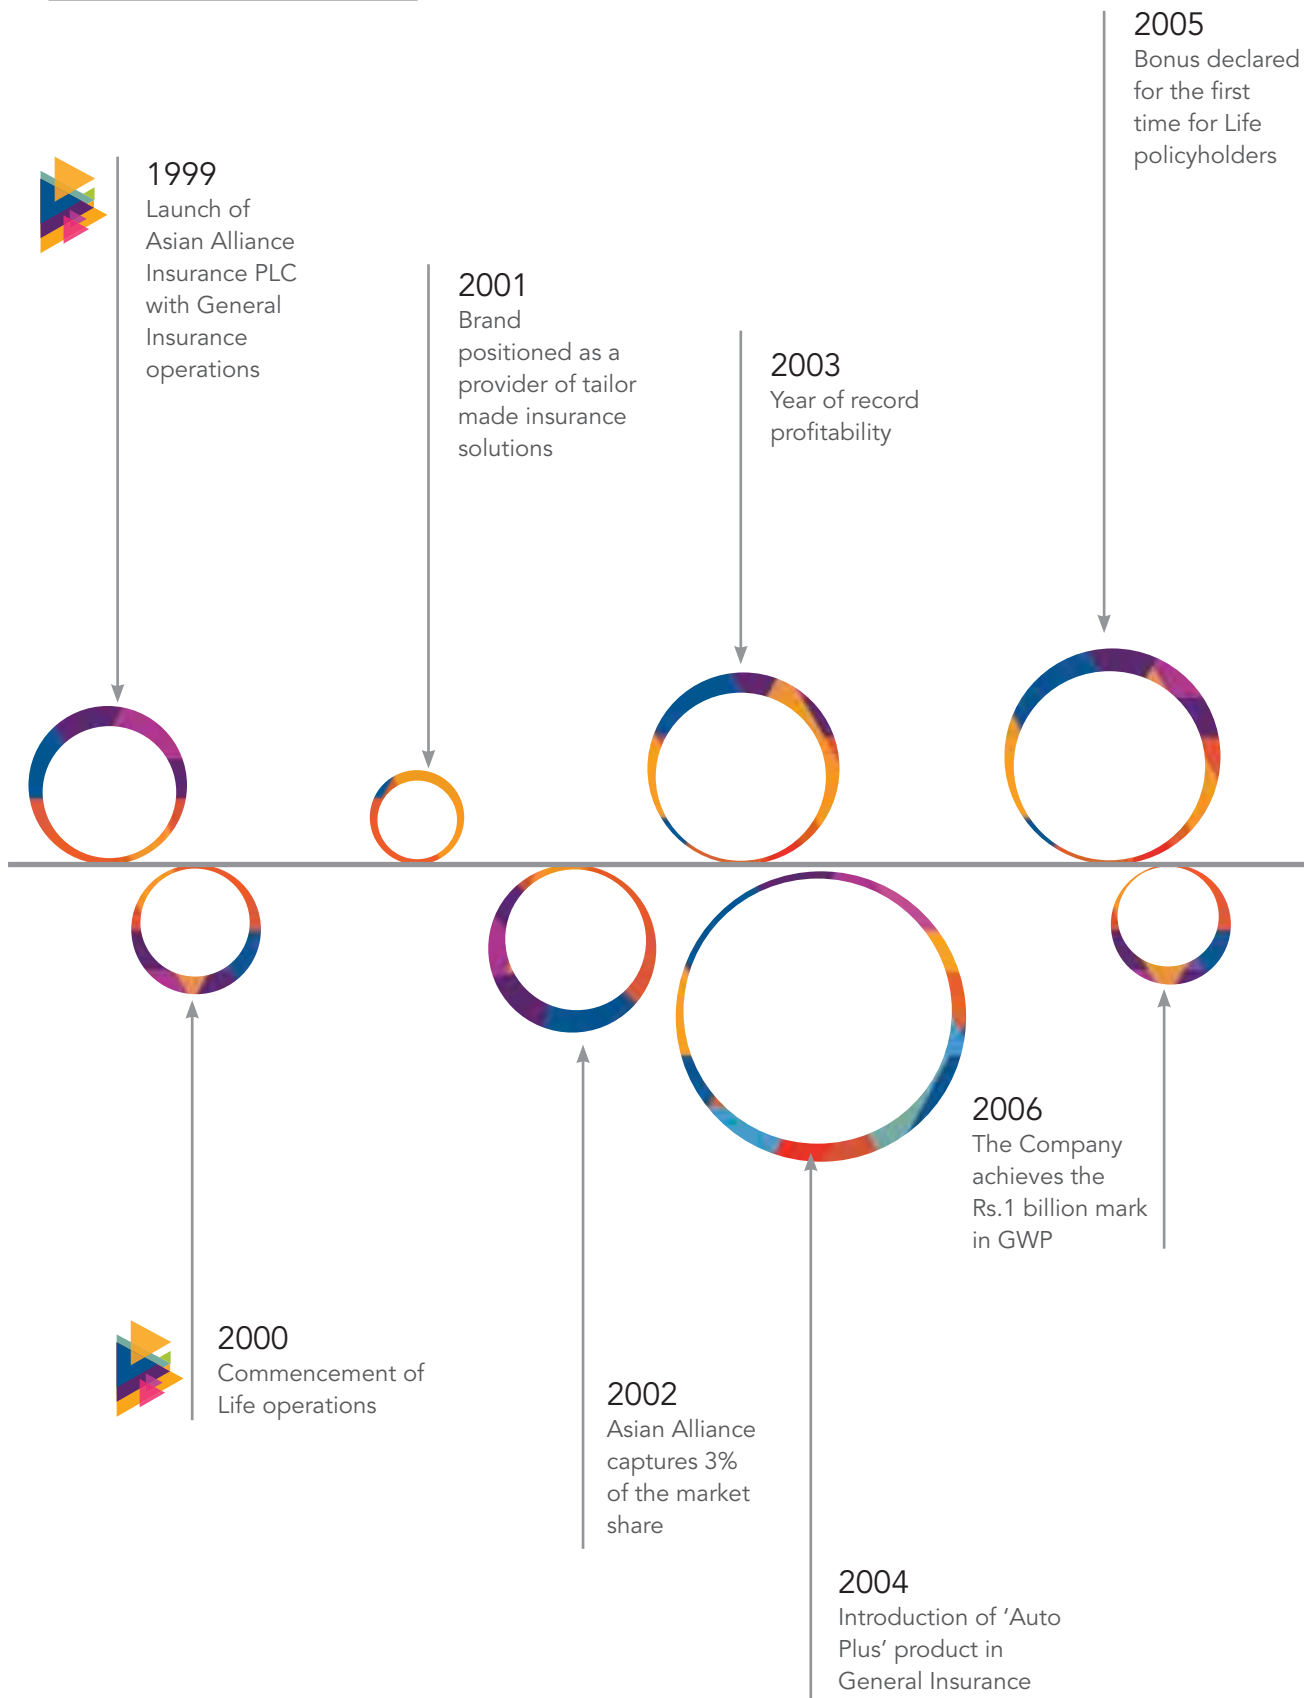 1999
Launch of
Asian Alliance
Insurance PLC
with General
Insurance
operations
2000
Commencement of
Life operations
2001
Brand
positioned as a
provider of tailor
made insurance
solutions
2002
Asian Alliance
captures 3%
of the market
share
2003
Year of record
profitability
2004
Introduction of ‘Auto
Plus’ product in
General Insurance
2005
Bonus declared
for the first
time for Life
policyholders
2006
The Company
achieves the
Rs.1 billion mark
in GWP